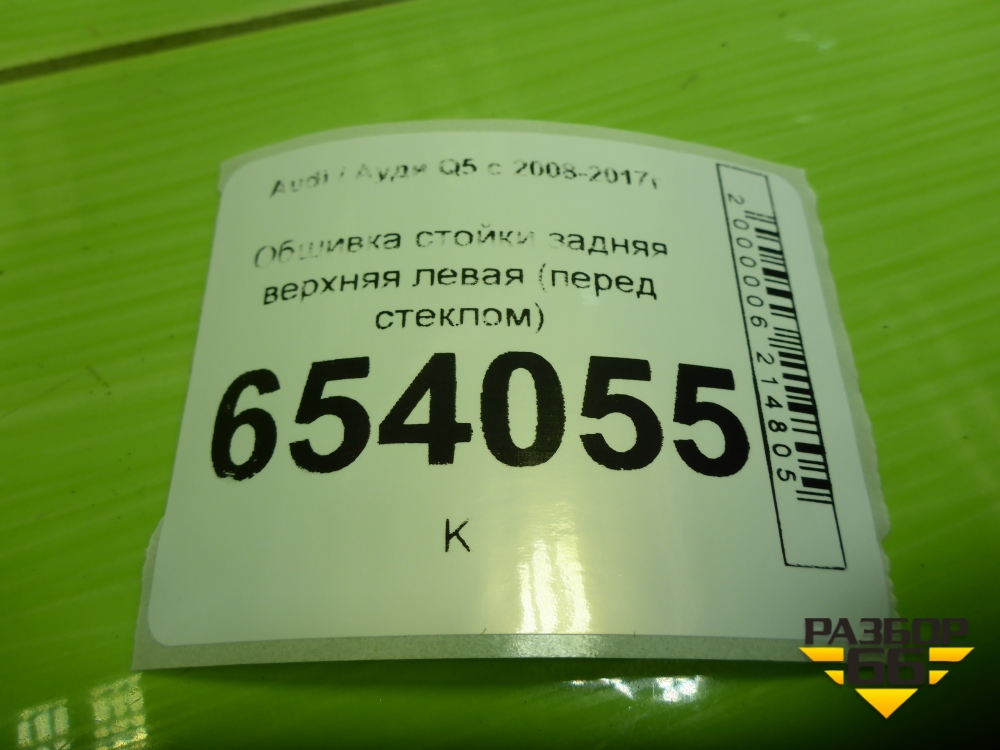 Audi / Ауди Q5 с 2008-2017г
Обшивка стойки задняя
верхняя левая (перед
стеклом)
654055
К
2000006214805
РАЗБОР
66